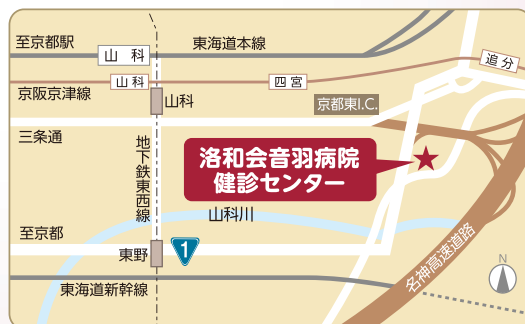 至京都駅
山科
東海道本線
追分
京阪京津線
山科
四宮
山科
京都東I.C.
三条通
地下鉄東西線
洛和会音羽病院
健診センター
山科川
至京都
東野
1
名神高速道路
東海道新幹線
N